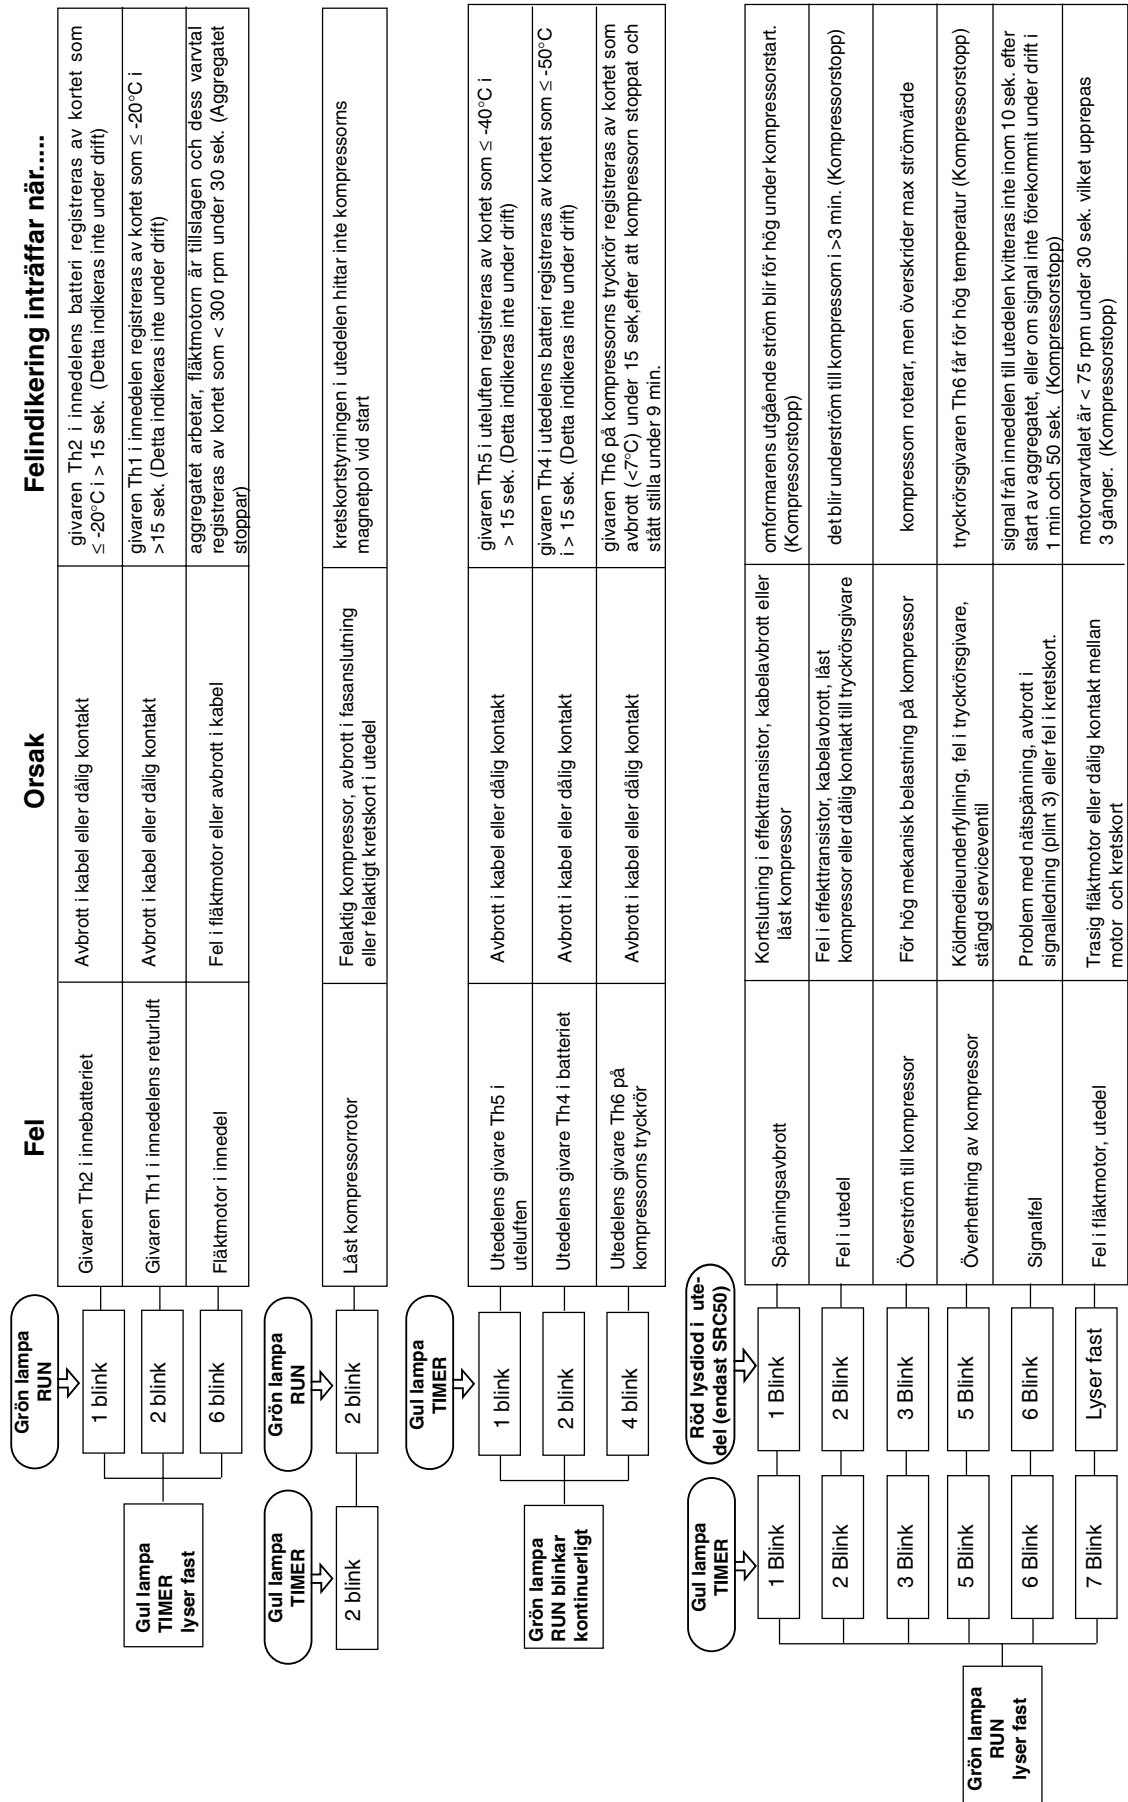 Fel
Orsak
Felindikering inträffar när.....
Grön lampa
RUN
Gul lampa
TIMER
lyser fast
1 blink
Givaren Th2 i innebatteriet
Avbrott i kabel eller dålig kontakt
givaren Th2 i innedelens batteri registreras av kortet som
≤ -20°C i > 15 sek. (Detta indikeras inte under drift)
2 blink
Givaren Th1 i innedelens returluft
Avbrott i kabel eller dålig kontakt
givaren Th1 i innedelen registreras av kortet som ≤ -20°C i
>15 sek. (Detta indikeras inte under drift)
6 blink
Fläktmotor i innedel
Fel i fläktmotor eller avbrott i kabel
aggregatet arbetar, fläktmotorn är tillslagen och dess varvtal
registreras av kortet som < 300 rpm under 30 sek. (Aggregatet
stoppar)
Gul lampa
TIMER
Grön lampa
RUN
2 blink
2 blink
Låst kompressorrotor
Felaktig kompressor, avbrott i fasanslutning
eller felaktigt kretskort i utedel
kretskortstyrningen i utedelen hittar inte kompressorns
magnetpol vid start
Gul lampa
TIMER
Grön lampa
RUN blinkar
kontinuerligt
1 blink
Utedelens givare Th5 i
uteluften
Avbrott i kabel eller dålig kontakt
givaren Th5 i uteluften registreras av kortet som ≤ -40°C i
> 15 sek. (Detta indikeras inte under drift)
2 blink
Utedelens givare Th4 i batteriet
Avbrott i kabel eller dålig kontakt
givaren Th4 i utedelens batteri registreras av kortet som ≤ -50°C
i > 15 sek. (Detta indikeras inte under drift)
4 blink
Utedelens givare Th6 på
kompressorns tryckrör
Avbrott i kabel eller dålig kontakt
givaren Th6 på kompressorns tryckrör registreras av kortet som
avbrott (<7°C) under 15 sek,efter att kompressorn stoppat och
stått stilla under 9 min.
Gul lampa
TIMER
Röd lysdiod i ute-
del (endast SRC50)
Grön lampa
RUN
lyser fast
1 Blink
1 Blink
Spänningsavbrott
Kortslutning i effekttransistor, kabelavbrott eller
låst kompressor
omformarens utgående ström blir för hög under kompressorstart.
(Kompressorstopp)
2 Blink
2 Blink
Fel i utedel
Fel i effekttransistor, kabelavbrott, låst
kompressor eller dålig kontakt till tryckrörsgivare
det blir underström till kompressorn i >3 min. (Kompressorstopp)
3 Blink
3 Blink
Överström till kompressor
För hög mekanisk belastning på kompressor
kompressorn roterar, men överskrider max strömvärde
5 Blink
5 Blink
Överhettning av kompressor
Köldmedieunderfyllning, fel i tryckrörsgivare,
stängd serviceventil
tryckrörsgivaren Th6 får för hög temperatur (Kompressorstopp)
6 Blink
6 Blink
Signalfel
Problem med nätspänning, avbrott i
signalledning (plint 3) eller fel i kretskort.
signal från innedelen till utedelen kvitteras inte inom 10 sek. efter
start av aggregatet, eller om signal inte förekommit under drift i
1 min och 50 sek. (Kompressorstopp)
7 Blink
Lyser fast
Fel i fläktmotor, utedel
Trasig fläktmotor eller dålig kontakt mellan
motor och kretskort
motorvarvtalet är < 75 rpm under 30 sek. vilket upprepas
3 gånger. (Kompressorstopp)